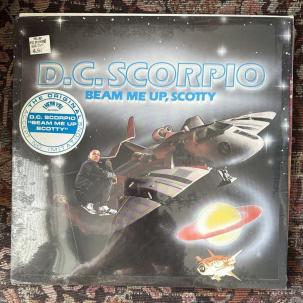 D.C. SCORPIO
BEAM ME UP, SCOTTY
THE ORIGINAL
D.C. SCORPIO
"BEAM ME UP
SCOTTY"